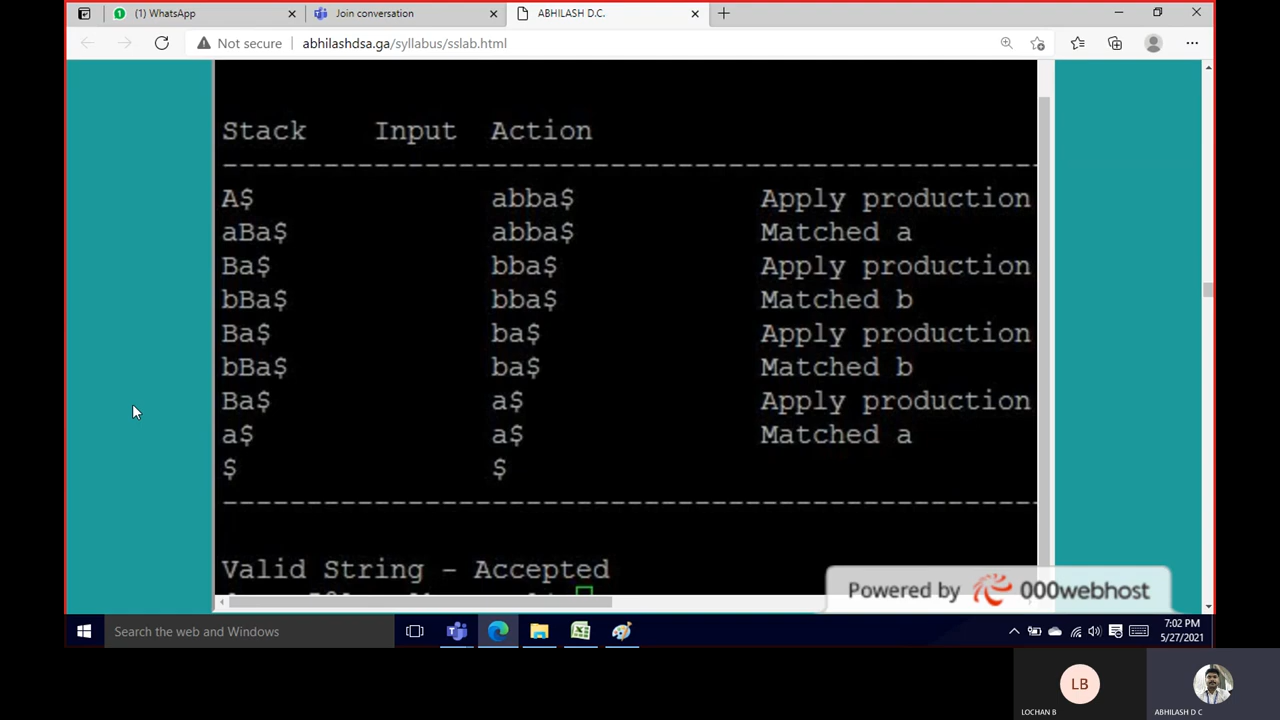 (1) WhatsApp Join conversation ABHILASH D.C.
Not secure abhilashdsa.ga/syllabus/sslab.html
Stack Input Action
--------------------------------------------------
A$ abba$ Apply production
aBa$ abba$ Matched a
Ba$ bba$ Apply production
bBa$ bba$ Matched b
Ba$ ba$ Apply production
bBa$ ba$ Matched b
Ba$ a$ Apply production
a$ a$ Matched a
$ $
--------------------------------------------------
Valid String - Accepted
Powered by 000webhost
Search the web and Windows
7:02 PM
5/27/2021
LB
LOCHAN B
ABHILASH D C